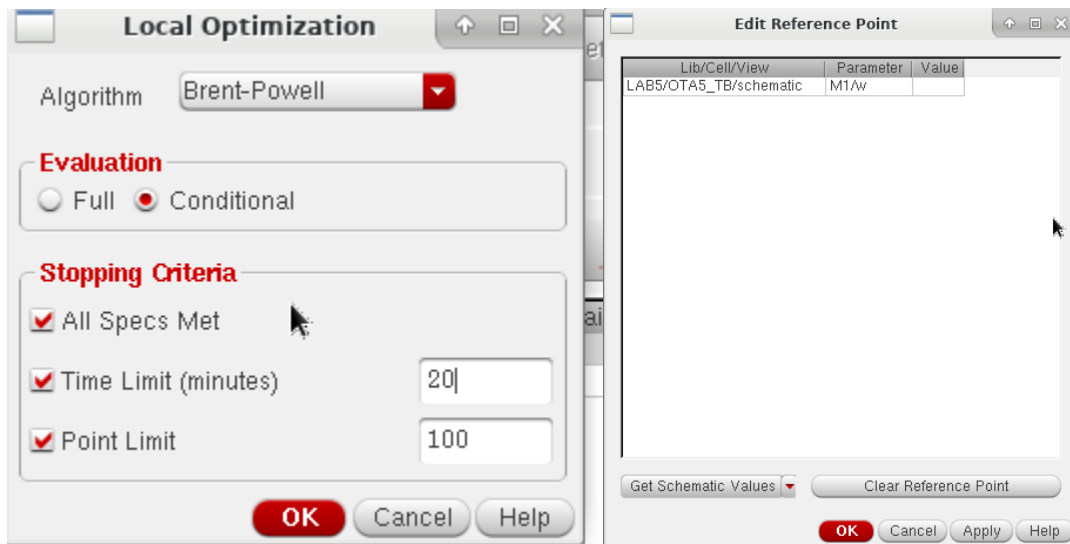 Local Optimization
Algorithm Brent-Powell
Evaluation
Full Conditional
Stopping Criteria
All Specs Met
Time Limit (minutes) 20
Point Limit 100
OK Cancel Help
et
ai
Edit Reference Point
Lib/Cell/View Parameter Value
LAB5/OTA5_TB/schematic M1/w
Get Schematic Values Clear Reference Point
OK Cancel Apply Help